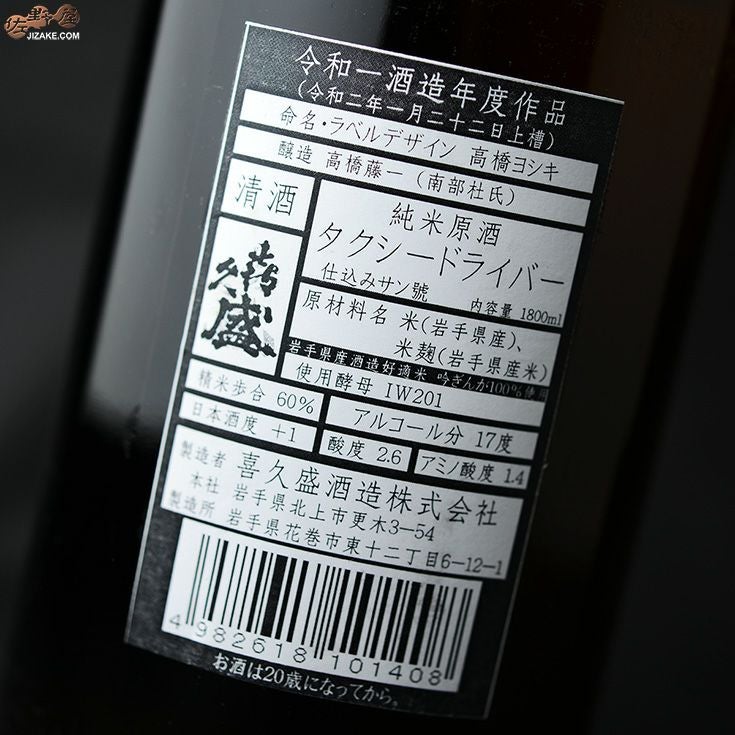 佐野屋
JIZAKE.COM
令和一酒造年度作品
(令和二年一月二十二日上槽)
命名・ラベルデザイン 高橋ヨシキ
醸造 高橋藤一(南部杜氏)
清酒
喜久盛
純米原酒
タクシードライバー
仕込みサン號
内容量 1800ml
原材料名 米(岩手県産)、
米麹(岩手県産米)
岩手県産酒造好適米 吟ぎんが100%使用
使用酵母 IW201
精米歩合 60%
アルコール分 17度
日本酒度 +1
酸度 2.6
アミノ酸度 1.4
製造者 喜久盛酒造株式会社
本社 岩手県北上市更木3-54
製造所 岩手県花巻市東十二丁目6-12-1
4982618101408
お酒は20歳になってから。